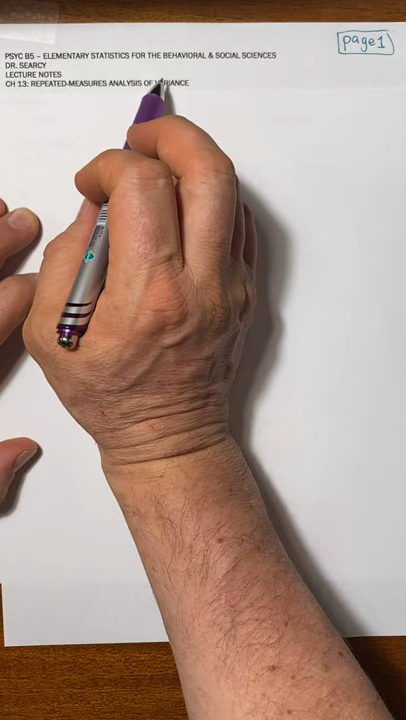 page 1
PSYC B5 – ELEMENTARY STATISTICS FOR THE BEHAVIORAL & SOCIAL SCIENCES
DR. SEARCY
LECTURE NOTES
CH 13: REPEATED-MEASURES ANALYSIS OF VARIANCE